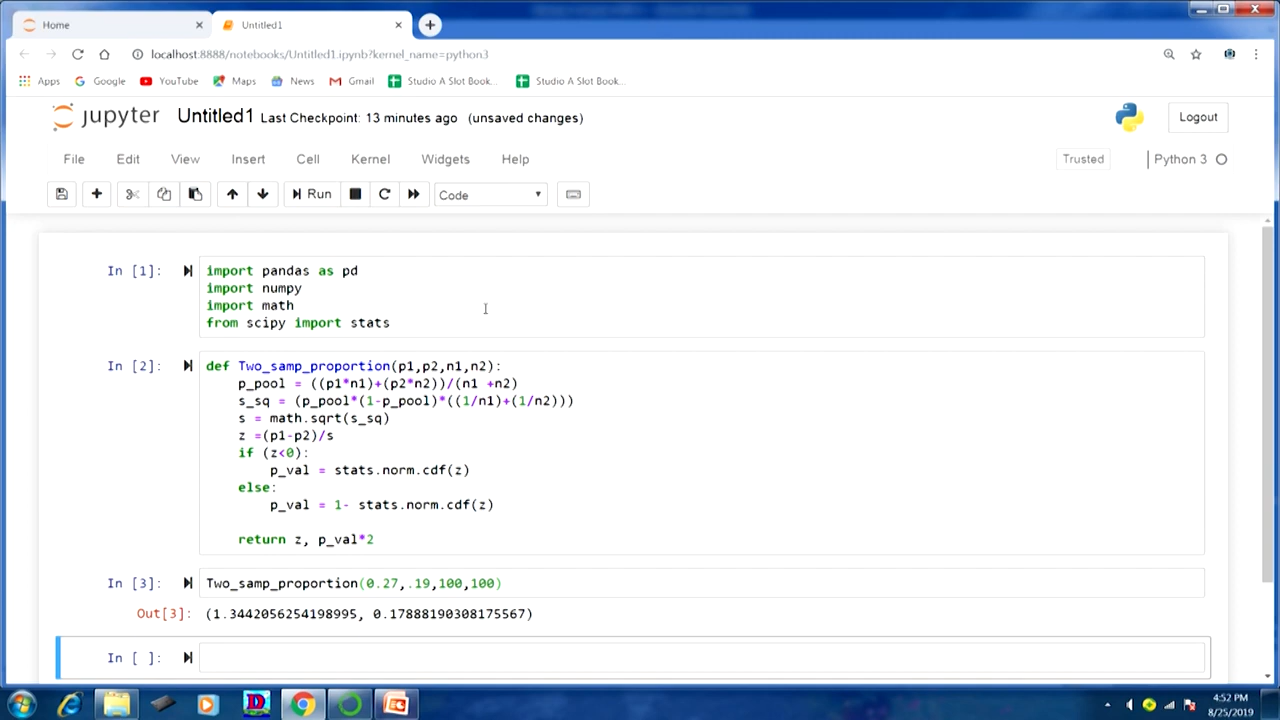 Home
Untitled1
localhost:8888/notebooks/Untitled1.ipynb?kernel_name=python3
Apps Google YouTube Maps News Gmail Studio A Slot Book... Studio A Slot Book...
jupyter Untitled1 Last Checkpoint: 13 minutes ago (unsaved changes) Logout
File Edit View Insert Cell Kernel Widgets Help Trusted Python 3
Run Code
In [1]: import pandas as pd
import numpy
import math
from scipy import stats
In [2]: def Two_samp_proportion(p1,p2,n1,n2):
p_pool = ((p1*n1)+(p2*n2))/(n1 +n2)
s_sq = (p_pool*(1-p_pool)*((1/n1)+(1/n2)))
s = math.sqrt(s_sq)
z =(p1-p2)/s
if (z<0):
p_val = stats.norm.cdf(z)
else:
p_val = 1- stats.norm.cdf(z)
return z, p_val*2
In [3]: Two_samp_proportion(0.27,.19,100,100)
Out[3]: (1.3442056254198995, 0.17888190308175567)
In [ ]:
4:52 PM
8/25/2019